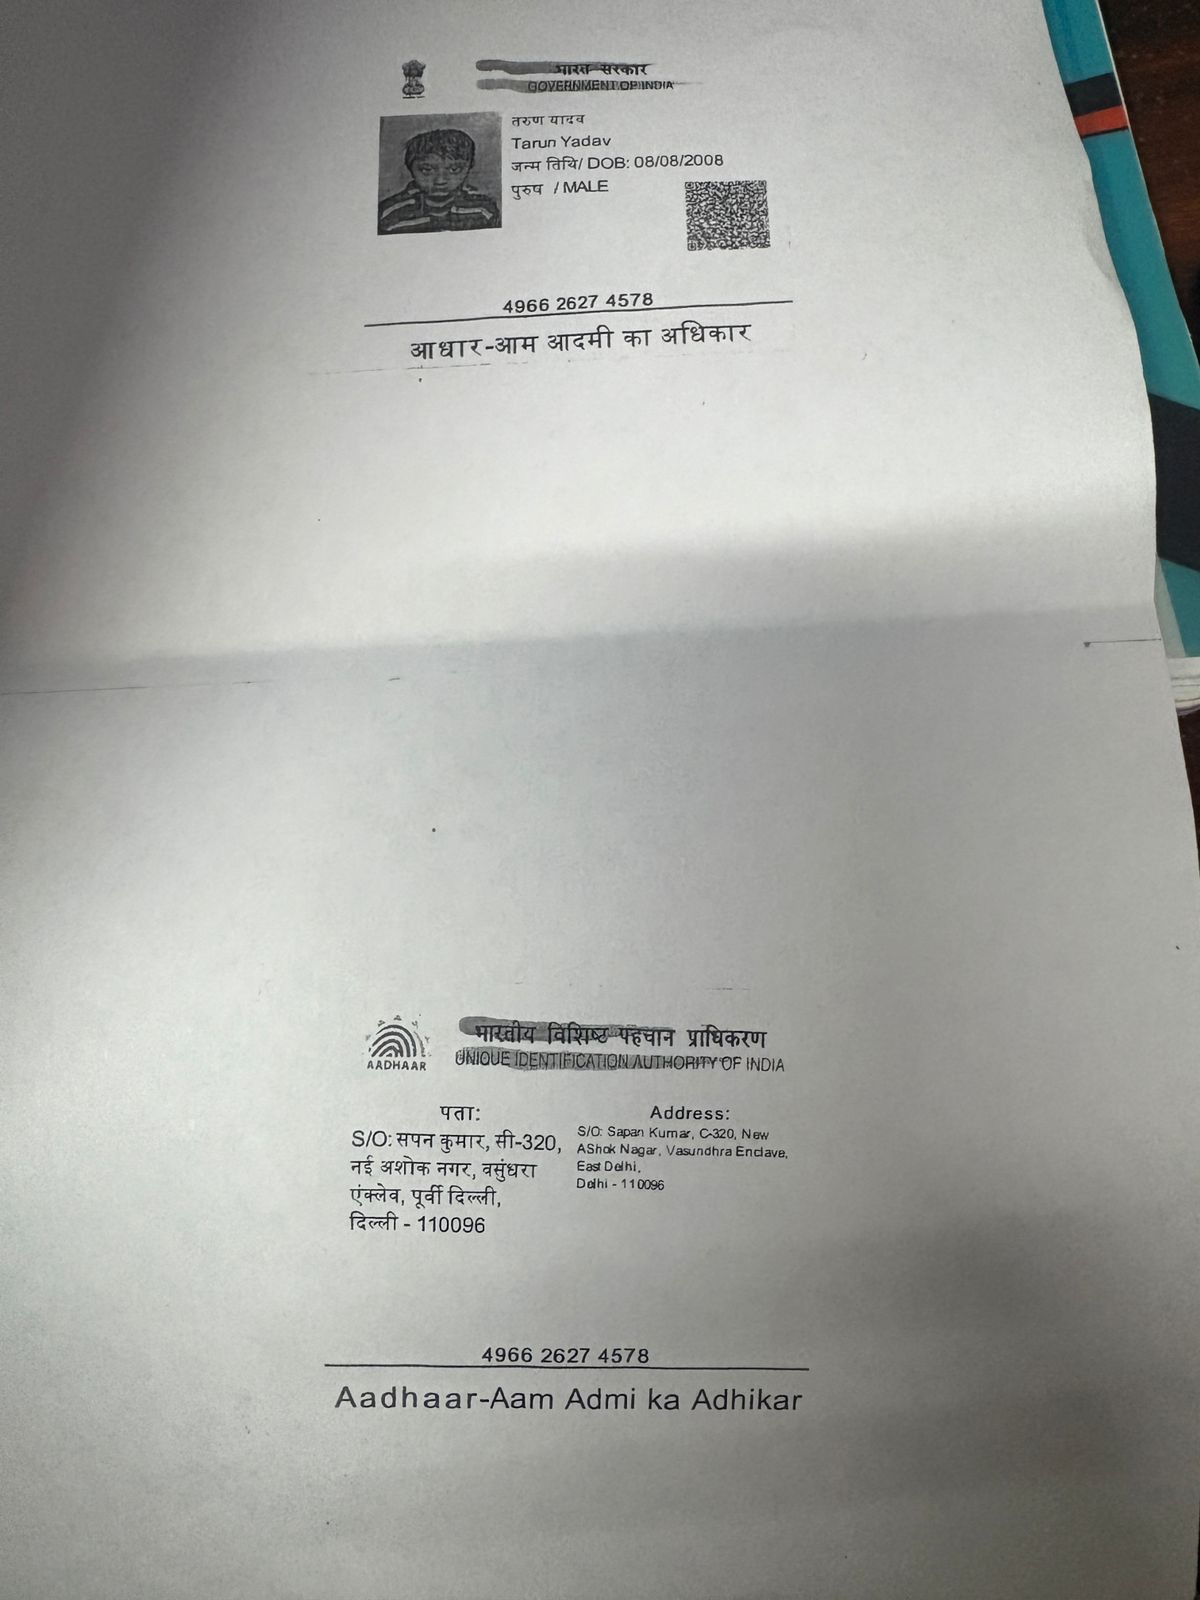 भारत सरकार
GOVERNMENT OF INDIA
तरुण यादव
Tarun Yadav
जन्म तिथि/ DOB: 08/08/2008
पुरुष / MALE
4966 2627 4578
आधार-आम आदमी का अधिकार
AADHAAR
भारतीय विशिष्ट पहचान प्राधिकरण
UNIQUE IDENTIFICATION AUTHORITY OF INDIA
पता:
S/O: सपन कुमार, सी-320,
नई अशोक नगर, वसुंधरा
एंक्लेव, पूर्वी दिल्ली,
दिल्ली - 110096
Address:
S/O: Sapan Kumar, C-320, New
AShok Nagar, Vasundhra Enclave,
East Delhi,
Delhi - 110096
4966 2627 4578
Aadhaar-Aam Admi ka Adhikar